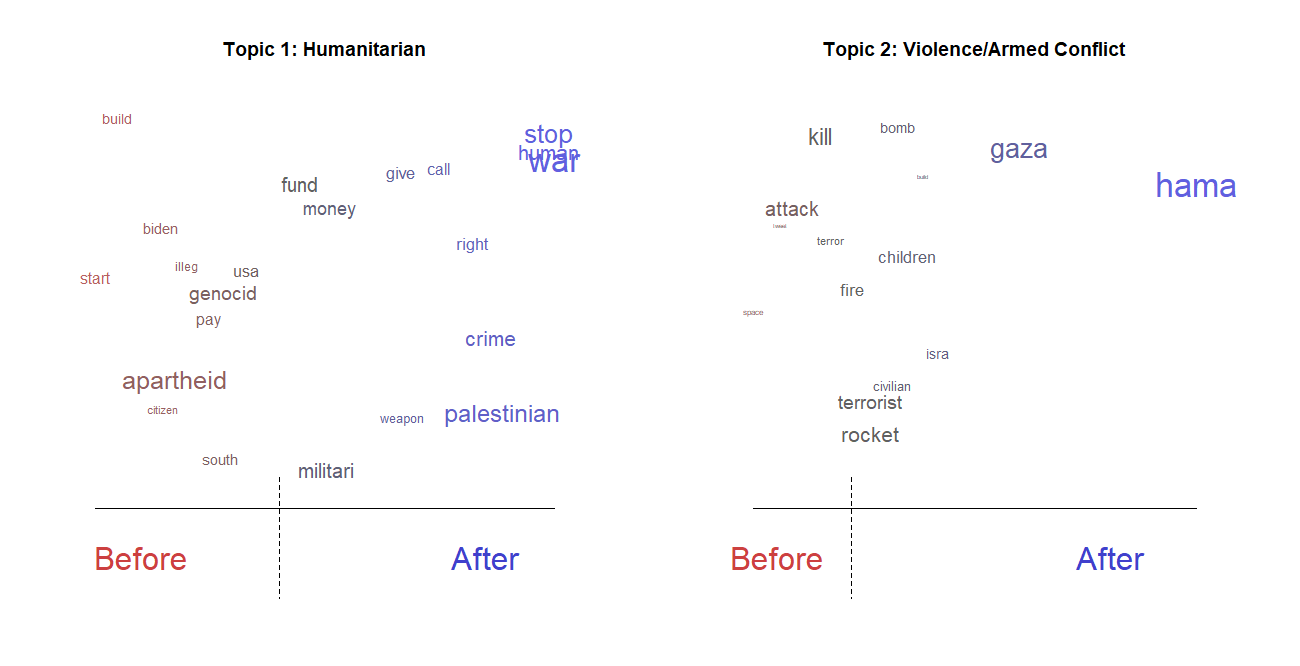 Topic 1: Humanitarian
build
stop
human
war
give
call
fund
money
biden
right
illeg
usa
start
genocid
pay
crime
apartheid
citizen
weapon
palestinian
south
militari
Before
After
Topic 2: Violence/Armed Conflict
bomb
kill
gaza
build
hama
attack
terror
children
fire
space
isra
civilian
terrorist
rocket
Before
After